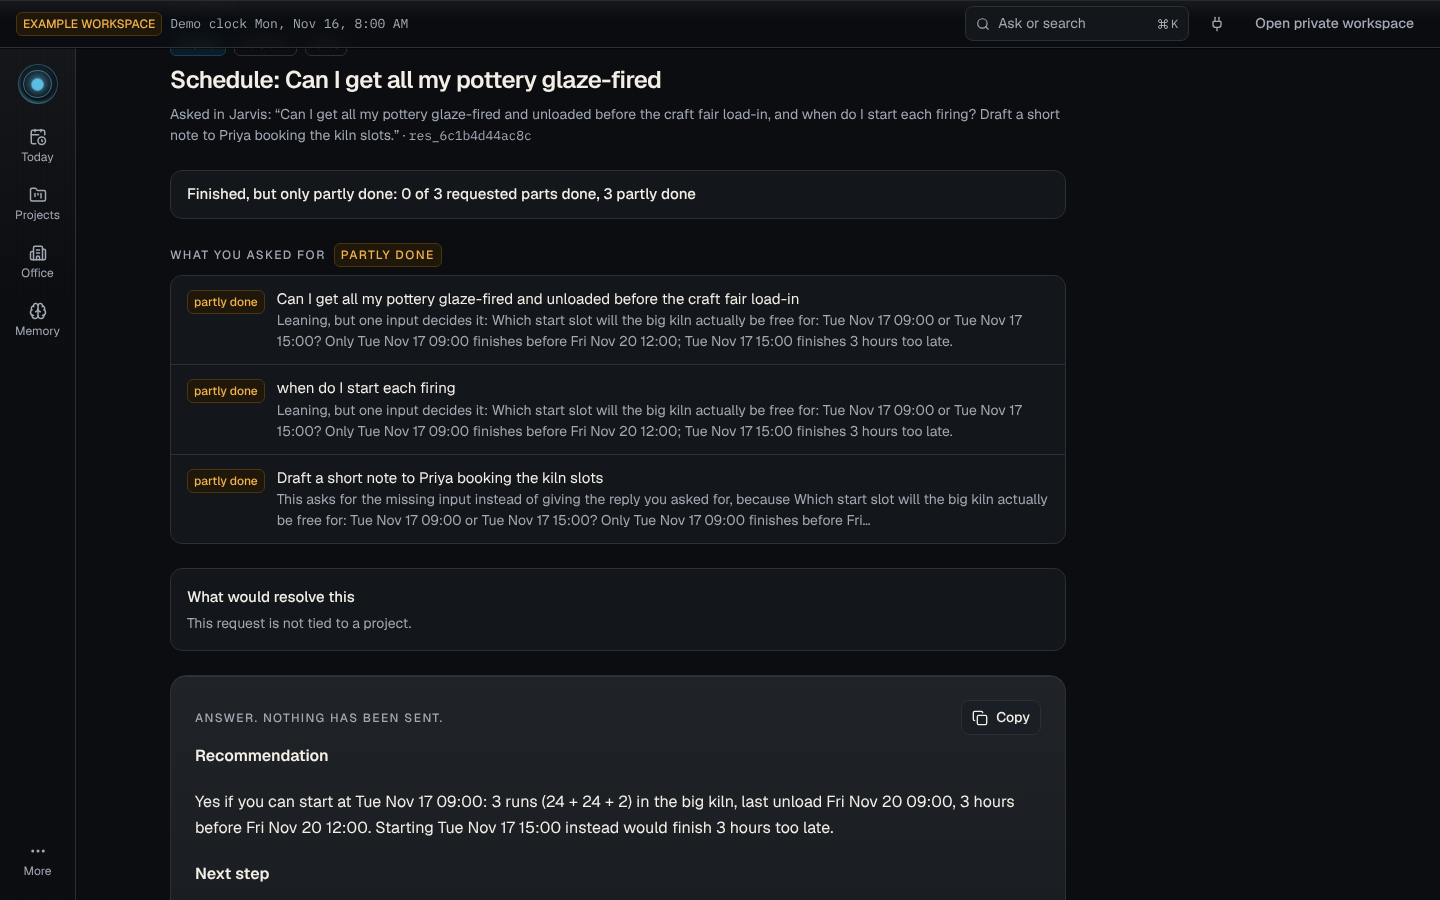 EXAMPLE WORKSPACE Demo clock Mon, Nov 16, 8:00 AM Ask or search ⌘K Open private workspace
Schedule: Can I get all my pottery glaze-fired
Asked in Jarvis: “Can I get all my pottery glaze-fired and unloaded before the craft fair load-in, and when do I start each firing? Draft a short
note to Priya booking the kiln slots.” · res_6c1b4d44ac8c
Today
Projects
Office
Memory
More
Finished, but only partly done: 0 of 3 requested parts done, 3 partly done
WHAT YOU ASKED FOR PARTLY DONE
partly done Can I get all my pottery glaze-fired and unloaded before the craft fair load-in
Leaning, but one input decides it: Which start slot will the big kiln actually be free for: Tue Nov 17 09:00 or Tue Nov 17
15:00? Only Tue Nov 17 09:00 finishes before Fri Nov 20 12:00; Tue Nov 17 15:00 finishes 3 hours too late.
partly done when do I start each firing
Leaning, but one input decides it: Which start slot will the big kiln actually be free for: Tue Nov 17 09:00 or Tue Nov 17
15:00? Only Tue Nov 17 09:00 finishes before Fri Nov 20 12:00; Tue Nov 17 15:00 finishes 3 hours too late.
partly done Draft a short note to Priya booking the kiln slots
This asks for the missing input instead of giving the reply you asked for, because Which start slot will the big kiln actually
be free for: Tue Nov 17 09:00 or Tue Nov 17 15:00? Only Tue Nov 17 09:00 finishes before Fri…
What would resolve this
This request is not tied to a project.
ANSWER. NOTHING HAS BEEN SENT. Copy
Recommendation
Yes if you can start at Tue Nov 17 09:00: 3 runs (24 + 24 + 2) in the big kiln, last unload Fri Nov 20 09:00, 3 hours
before Fri Nov 20 12:00. Starting Tue Nov 17 15:00 instead would finish 3 hours too late.
Next step